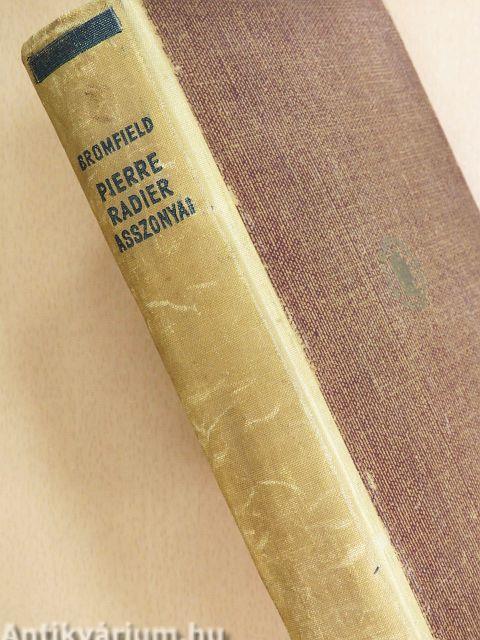 BROMFIELD
PIERRE
RADIER
ASSZONYAI
Antikvárium.hu